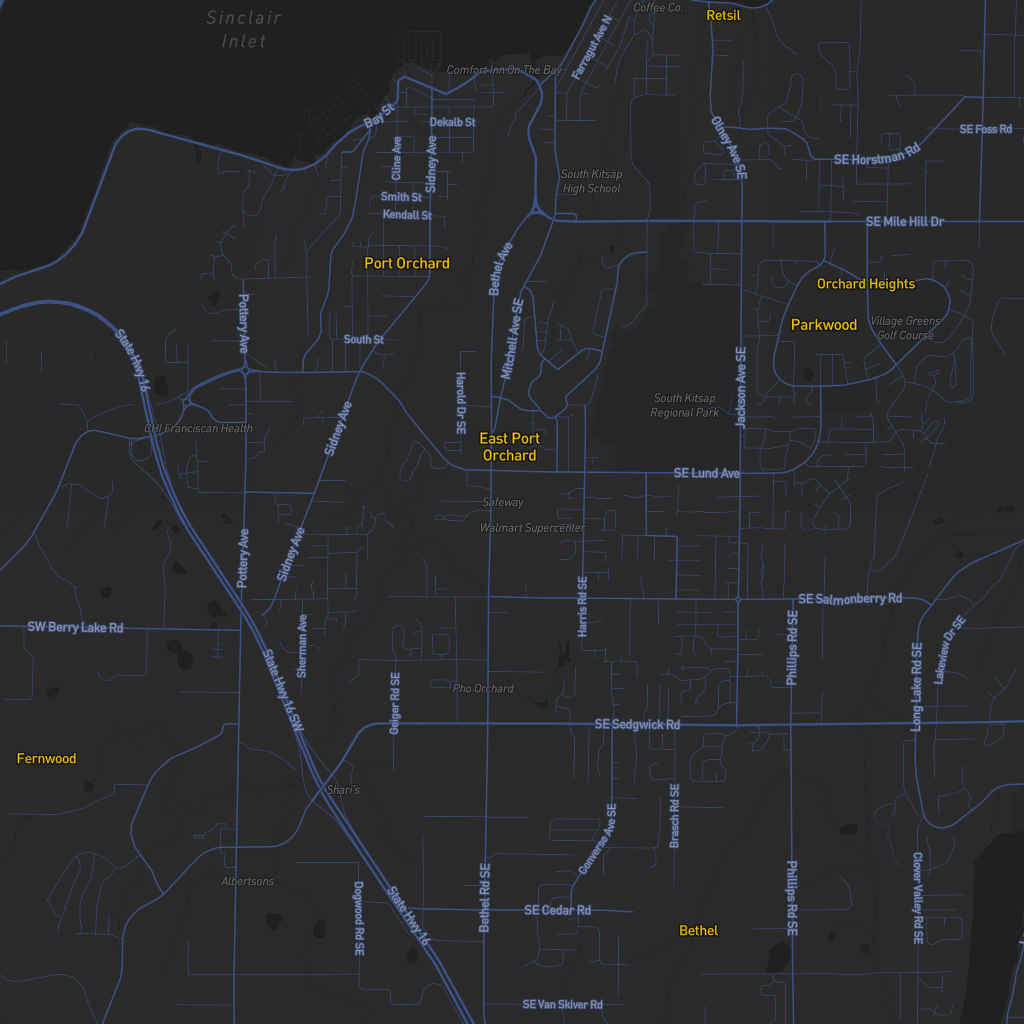 Sinclair
Inlet
Coffee Co.
Retsil
Farragut Ave N
Comfort Inn On The Bay
Bay St
Dekalb St
Olney Ave SE
SE Foss Rd
Cline Ave
Sidney Ave
SE Horstman Rd
South Kitsap
High School
Smith St
Kendall St
SE Mile Hill Dr
Port Orchard
Bethel Ave
Orchard Heights
Pottery Ave
Parkwood
Village Greens
Golf Course
State Hwy 16
South St
Mitchell Ave SE
Jackson Ave SE
Harold Dr SE
South Kitsap
Regional Park
CHI Franciscan Health
Sidney Ave
East Port
Orchard
SE Lund Ave
Safeway
Walmart Supercenter
Pottery Ave
Sidney Ave
Harris Rd SE
SE Salmonberry Rd
SW Berry Lake Rd
Sherman Ave
Phillips Rd SE
Lakeview Dr SE
State Hwy 16 SW
Geiger Rd SE
Pho Orchard
Long Lake Rd SE
SE Sedgwick Rd
Fernwood
Shari's
Brasch Rd SE
Converse Ave SE
Albertsons
Dogwood Rd SE
State Hwy 16
Bethel Rd SE
SE Cedar Rd
Phillips Rd SE
Clover Valley Rd SE
Bethel
SE Van Skiver Rd